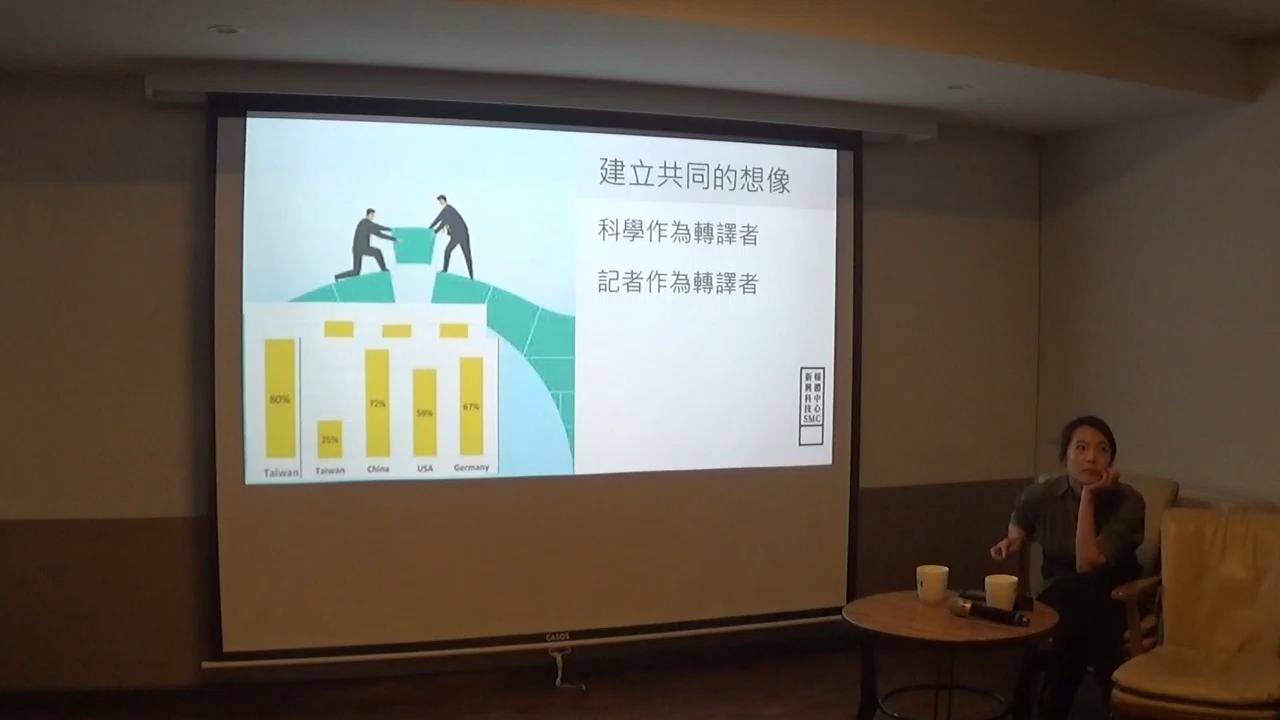 建立共同的想像
科學作為轉譯者
記者作為轉譯者
80%
25%
72%
59%
67%
Taiwan
Taiwan
China
USA
Germany
新興科技
媒體中心
SMC
CASOS